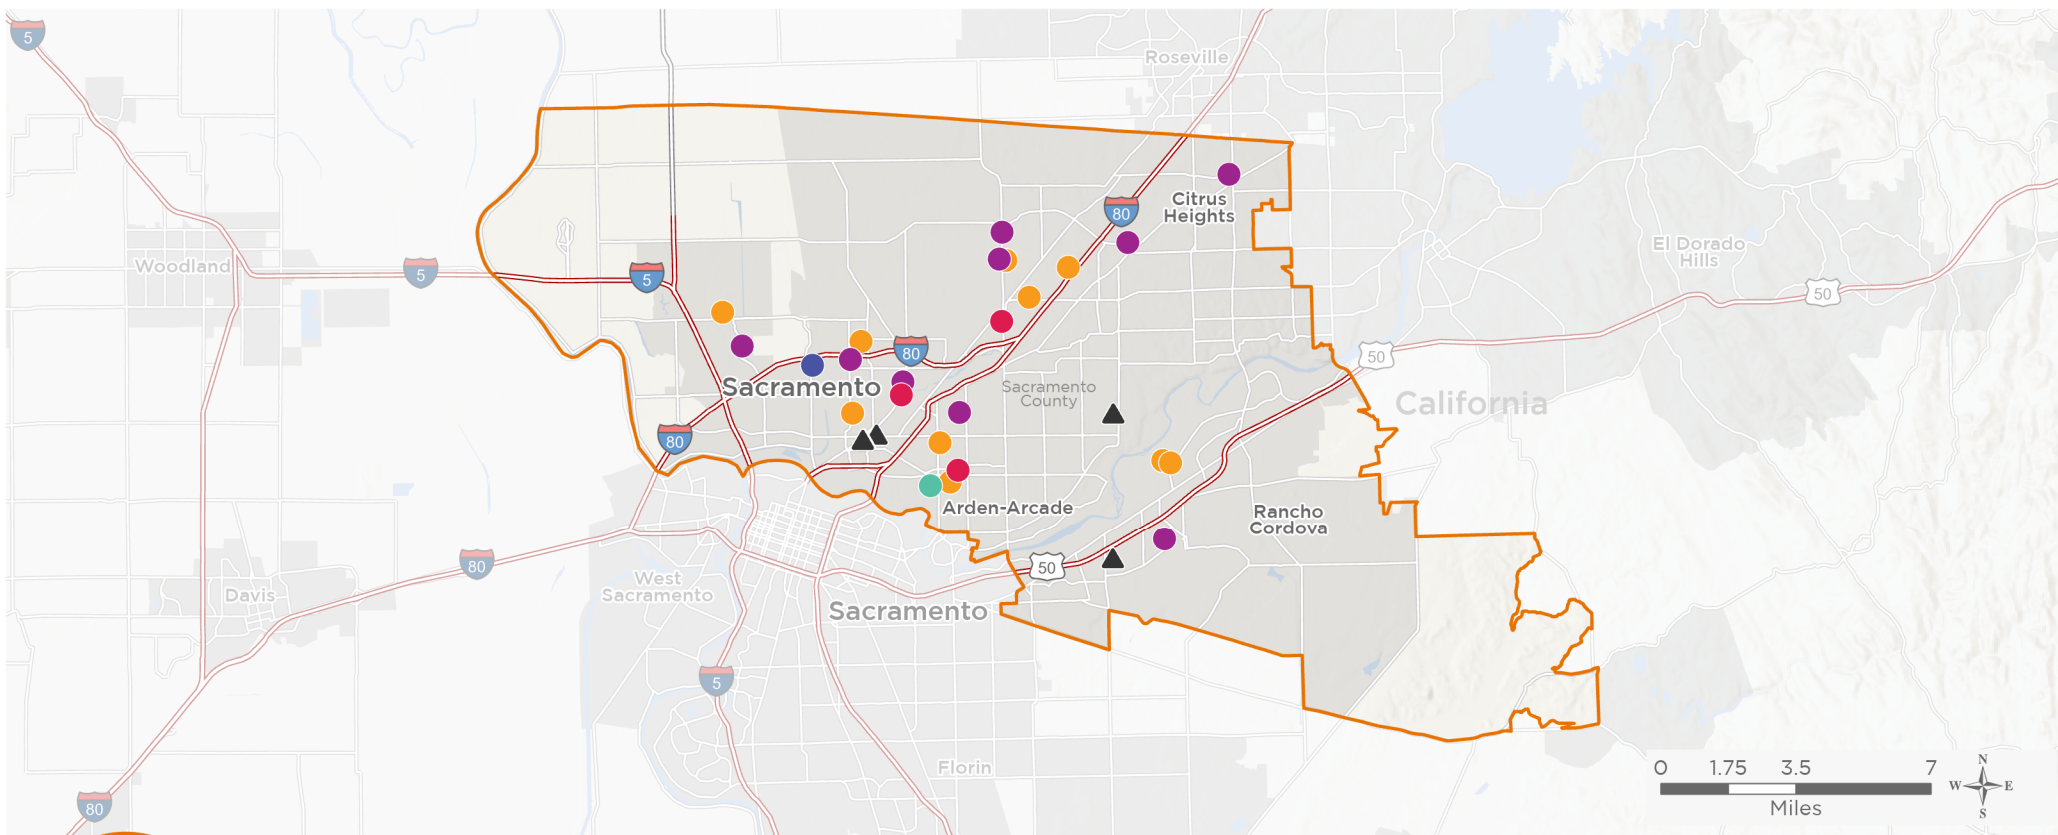 5
Roseville
Citrus
Heights
80
El Dorado
Hills
Woodland
5
5
50
80
50
Sacramento
Sacramento
County
California
80
Arden-Arcade
Rancho
Cordova
80
50
West
Sacramento
Davis
Sacramento
5
Florin
80
0 1.75 3.5 7
Miles
N
W E
S